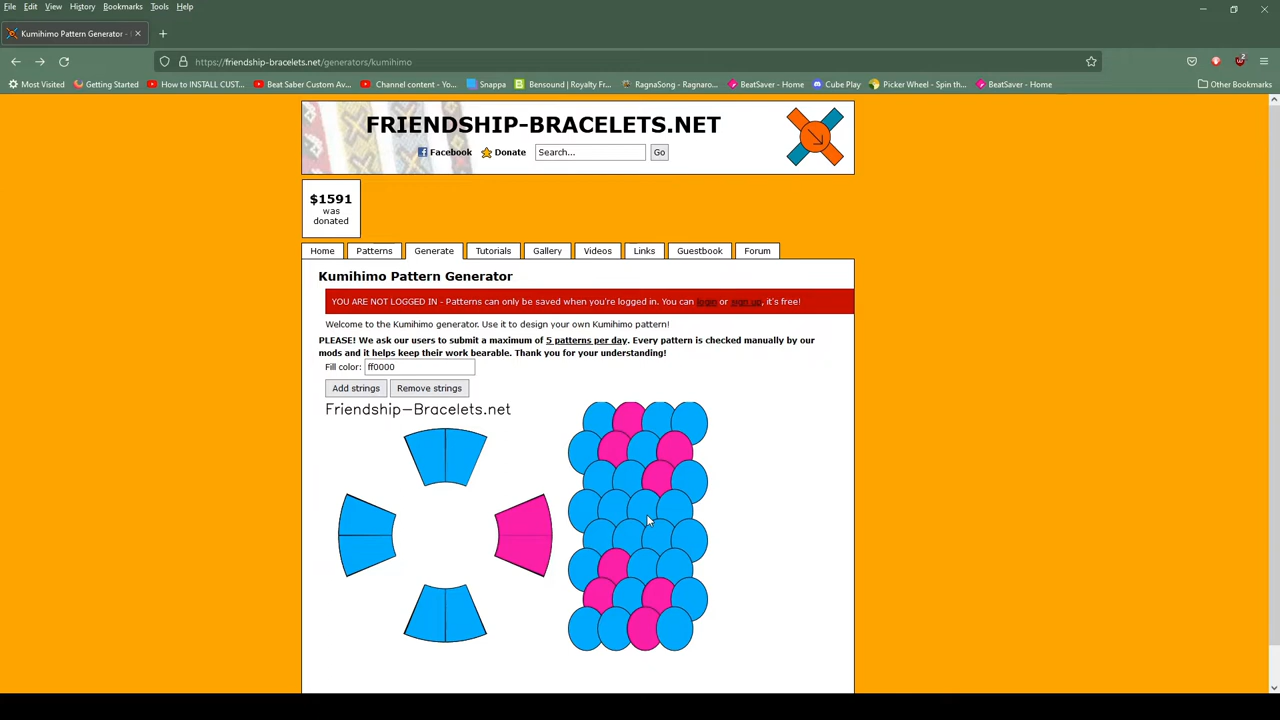 File Edit View History Bookmarks Tools Help
Kumihimo Pattern Generator -
https://friendship-bracelets.net/generators/kumihimo
Most Visited Getting Started How to INSTALL CUST... Beat Saber Custom Av... Channel content - Yo... Snappa Bensound | Royalty Fr... RagnaSong - Ragnaro... BeatSaver - Home Cube Play Picker Wheel - Spin th... BeatSaver - Home Other Bookmarks
FRIENDSHIP-BRACELETS.NET
Facebook Donate Search... Go
$1591
was
donated
Home Patterns Generate Tutorials Gallery Videos Links Guestbook Forum
Kumihimo Pattern Generator
YOU ARE NOT LOGGED IN - Patterns can only be saved when you're logged in. You can login or sign up, it's free!
Welcome to the Kumihimo generator. Use it to design your own Kumihimo pattern!
PLEASE! We ask our users to submit a maximum of 5 patterns per day. Every pattern is checked manually by our
mods and it helps keep their work bearable. Thank you for your understanding!
Fill color: ff0000
Add strings Remove strings
Friendship-Bracelets.net